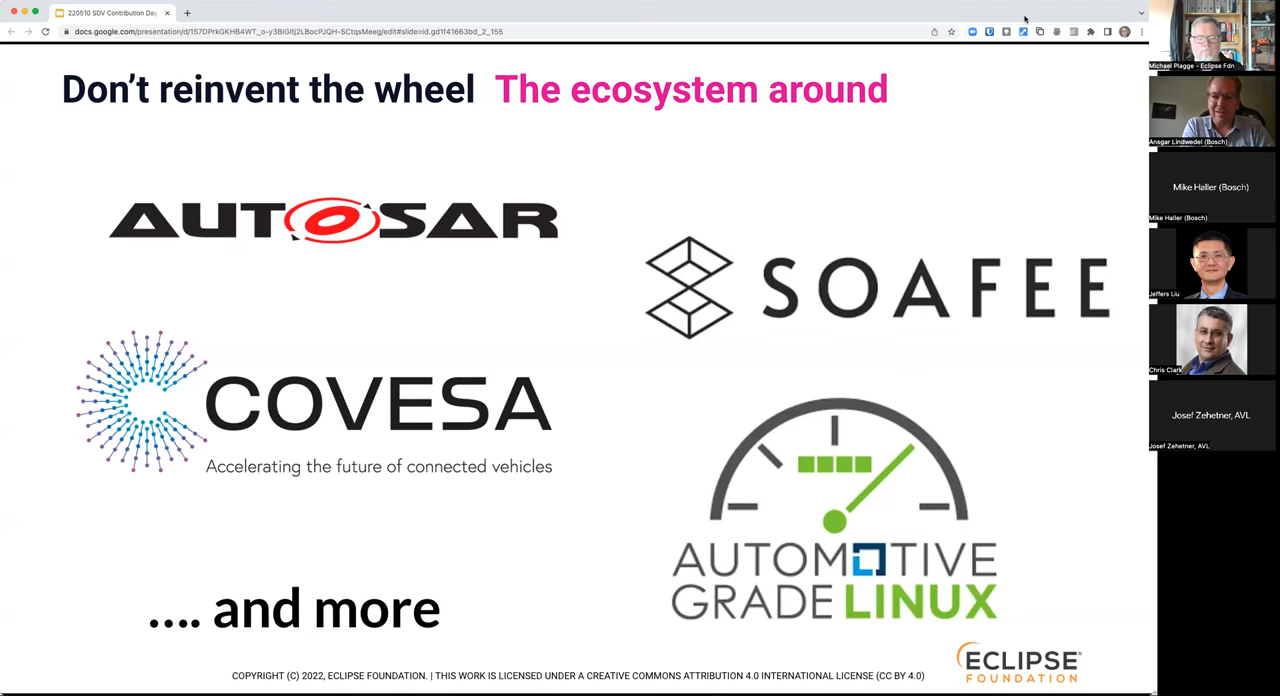 220510 SDV Contribution Day
docs.google.com/presentation/d/1S7DPrkGKHB4WT_o-y3BiGitj2LBocPJQH-SCtqsMeeg/edit#slide=id.gd1f41663bd_2_155
Don't reinvent the wheel The ecosystem around
AUTOSAR
SOAFEE
COVESA
Accelerating the future of connected vehicles
AUTOMOTIVE
GRADE LINUX
.... and more
ECLIPSE®
FOUNDATION
COPYRIGHT (C) 2022, ECLIPSE FOUNDATION. | THIS WORK IS LICENSED UNDER A CREATIVE COMMONS ATTRIBUTION 4.0 INTERNATIONAL LICENSE (CC BY 4.0)
Michael Plagge - Eclipse Fdn
Ansgar Lindwedel (Bosch)
Mike Haller (Bosch)
Mike Haller (Bosch)
Jeffers Liu
Chris Clark
Josef Zehetner, AVL
Josef Zehetner, AVL